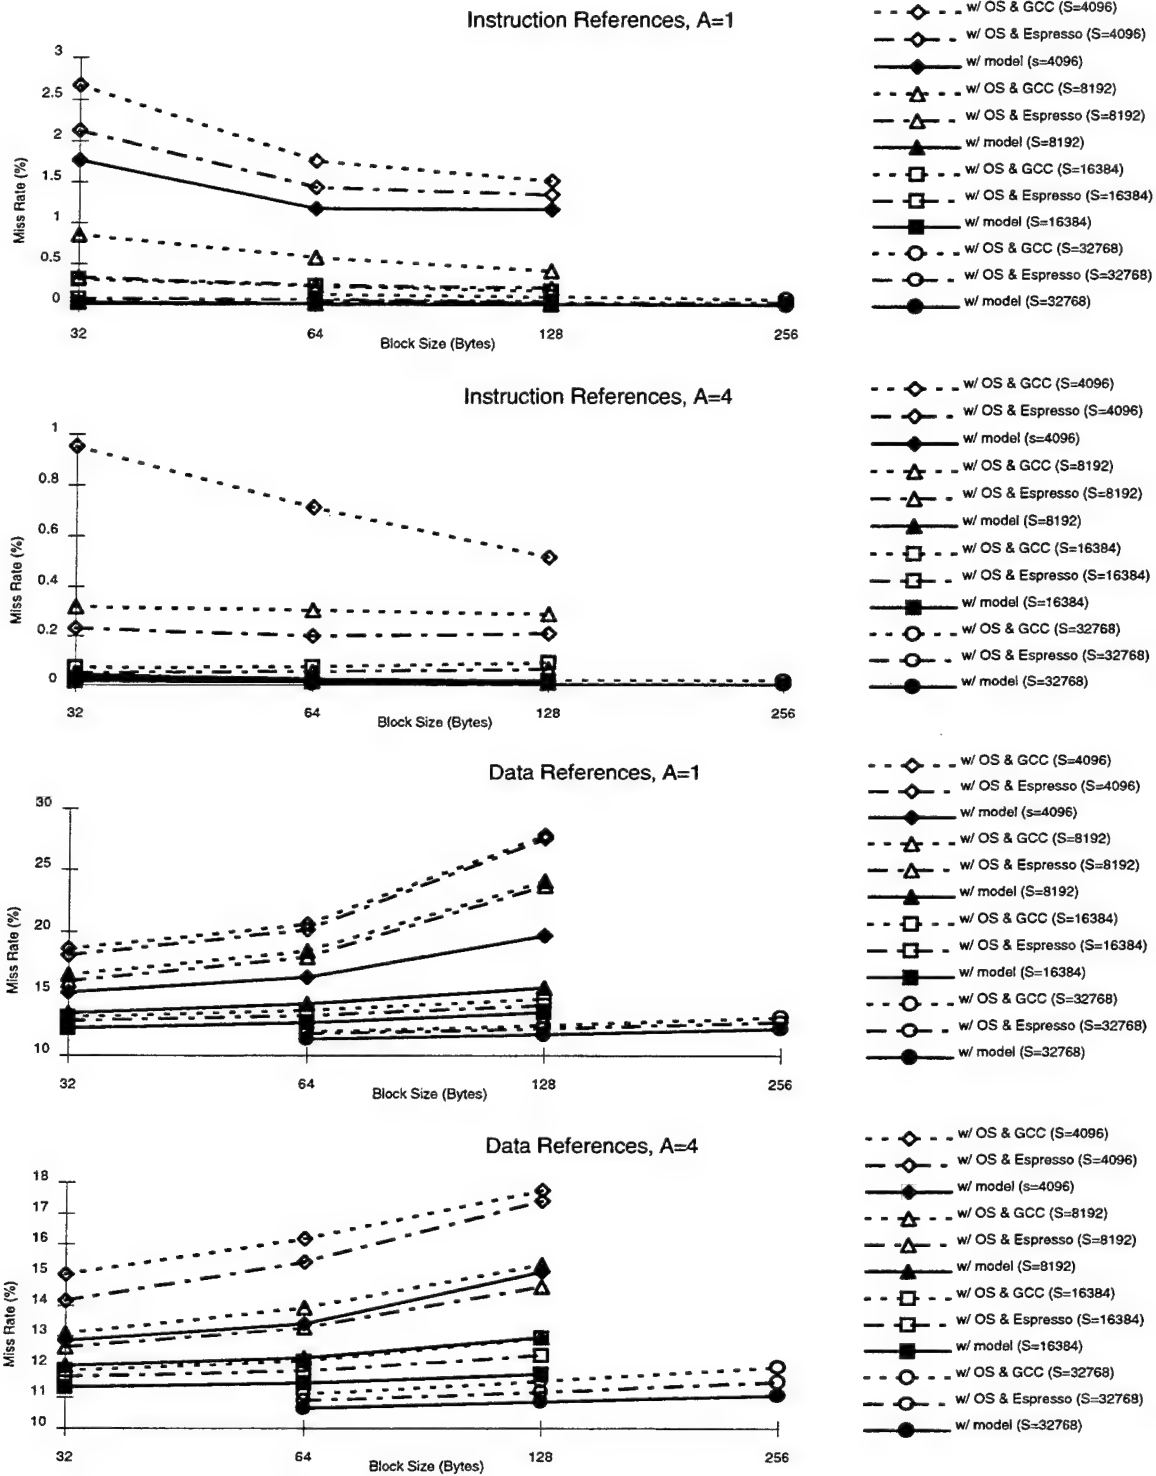 Instruction References, A=1
w/ OS & GCC (S=4096)
w/ OS & Espresso (S=4096)
w/ model (s=4096)
w/ OS & GCC (S=8192)
w/ OS & Espresso (S=8192)
w/ model (S=8192)
w/ OS & GCC (S=16384)
w/ OS & Espresso (S=16384)
w/ model (S=16384)
w/ OS & GCC (S=32768)
w/ OS & Espresso (S=32768)
w/ model (S=32768)
Miss Rate (%)
3
2.5
2
1.5
1
0.5
0
32 64 128 256
Block Size (Bytes)
Instruction References, A=4
w/ OS & GCC (S=4096)
w/ OS & Espresso (S=4096)
w/ model (s=4096)
w/ OS & GCC (S=8192)
w/ OS & Espresso (S=8192)
w/ model (S=8192)
w/ OS & GCC (S=16384)
w/ OS & Espresso (S=16384)
w/ model (S=16384)
w/ OS & GCC (S=32768)
w/ OS & Espresso (S=32768)
w/ model (S=32768)
Miss Rate (%)
1
0.8
0.6
0.4
0.2
0
32 64 128 256
Block Size (Bytes)
Data References, A=1
w/ OS & GCC (S=4096)
w/ OS & Espresso (S=4096)
w/ model (s=4096)
w/ OS & GCC (S=8192)
w/ OS & Espresso (S=8192)
w/ model (S=8192)
w/ OS & GCC (S=16384)
w/ OS & Espresso (S=16384)
w/ model (S=16384)
w/ OS & GCC (S=32768)
w/ OS & Espresso (S=32768)
w/ model (S=32768)
Miss Rate (%)
30
25
20
15
10
32 64 128 256
Block Size (Bytes)
Data References, A=4
w/ OS & GCC (S=4096)
w/ OS & Espresso (S=4096)
w/ model (s=4096)
w/ OS & GCC (S=8192)
w/ OS & Espresso (S=8192)
w/ model (S=8192)
w/ OS & GCC (S=16384)
w/ OS & Espresso (S=16384)
w/ model (S=16384)
w/ OS & GCC (S=32768)
w/ OS & Espresso (S=32768)
w/ model (S=32768)
Miss Rate (%)
18
17
16
15
14
13
12
11
10
32 64 128 256
Block Size (Bytes)